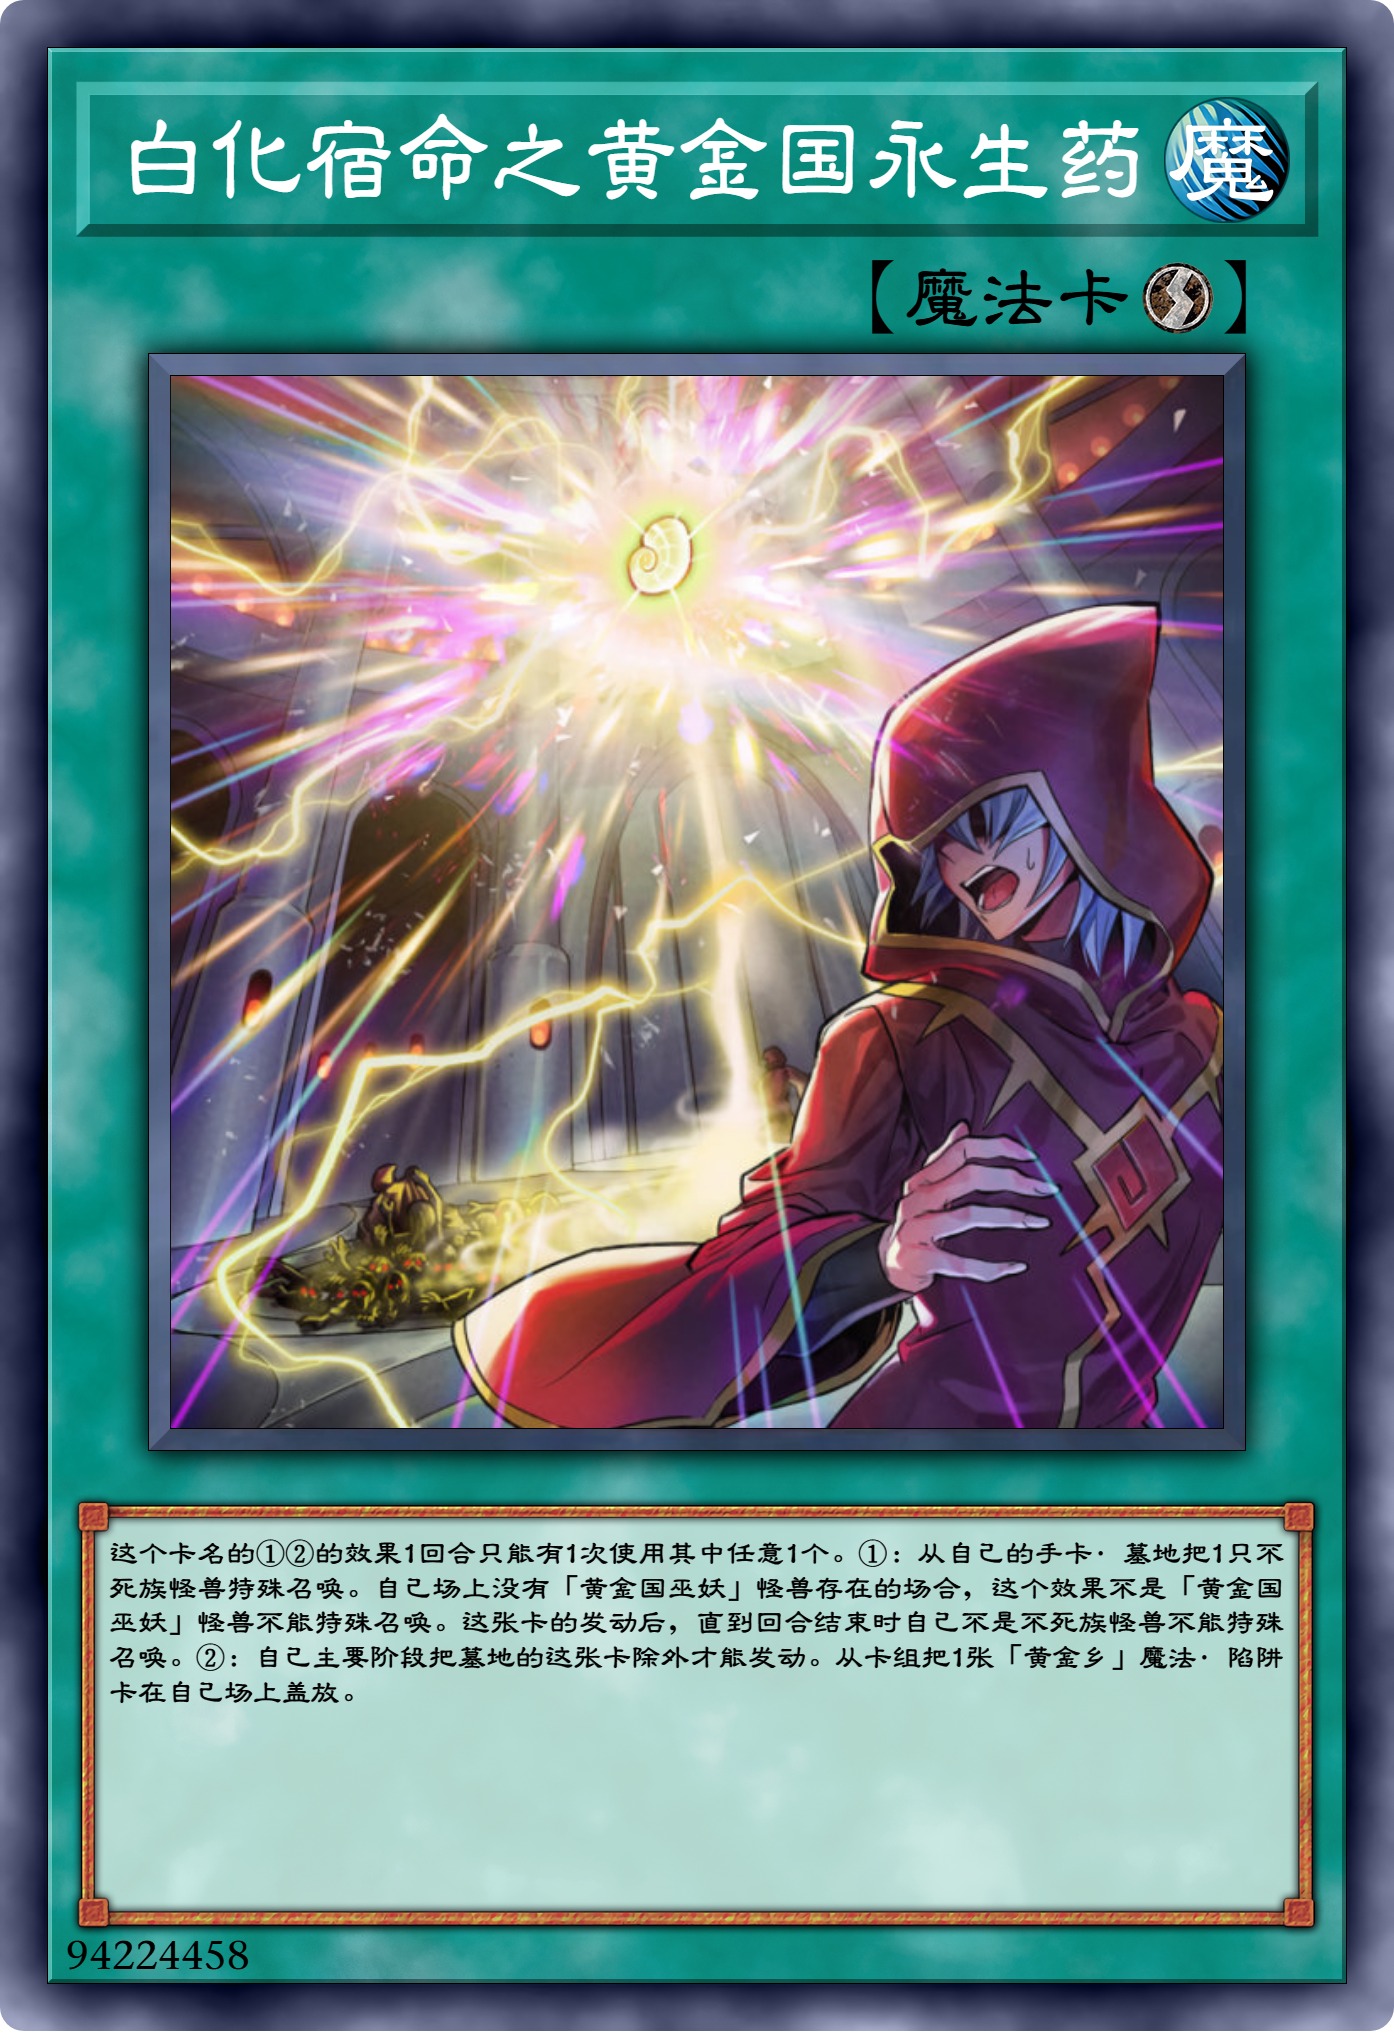 白化宿命之黄金国永生药 魔
【魔法卡】
这个卡名的①②的效果1回合只能有1次使用其中任意1个。①：从自己的手卡·墓地把1只不
死族怪兽特殊召唤。自己场上没有「黄金国巫妖」怪兽存在的场合，这个效果不是「黄金国
巫妖」怪兽不能特殊召唤。这张卡的发动后，直到回合结束时自己不是不死族怪兽不能特殊
召唤。②：自己主要阶段把墓地的这张卡除外才能发动。从卡组把1张「黄金乡」魔法·陷阱
卡在自己场上盖放。
94224458